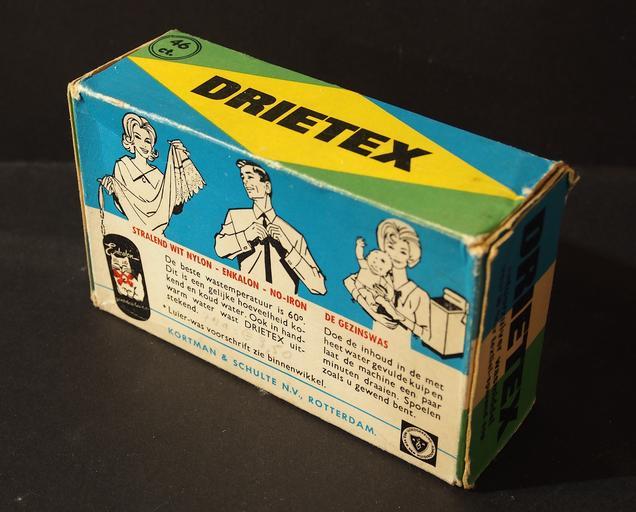 46
ct.
DRIETEX
STRALEND WIT NYLON - ENKALON - NO-IRON
De beste wastemperatuur is 60°
Dit is een gelijke hoeveelheid ko-
kend en koud water. Ook in hand-
warm water wast DRIETEX uit-
stekend.
* Luier-was voorschrift zie binnenwikkel.
DE GEZINSWAS
Doe de inhoud in de met
heet water gevulde kuip en
laat de machine een paar
minuten draaien. Spoelen
zoals u gewend bent.
KORTMAN & SCHULTE N.V., ROTTERDAM.
Enkalon
DRIETEX